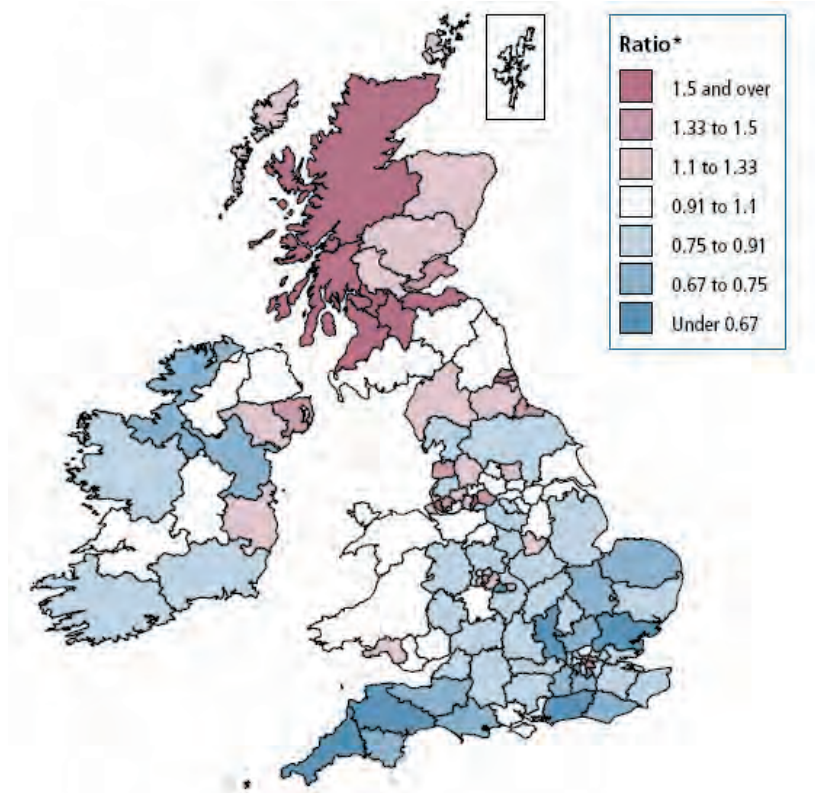 Ratio*
1.5 and over
1.33 to 1.5
1.1 to 1.33
0.91 to 1.1
0.75 to 0.91
0.67 to 0.75
Under 0.67